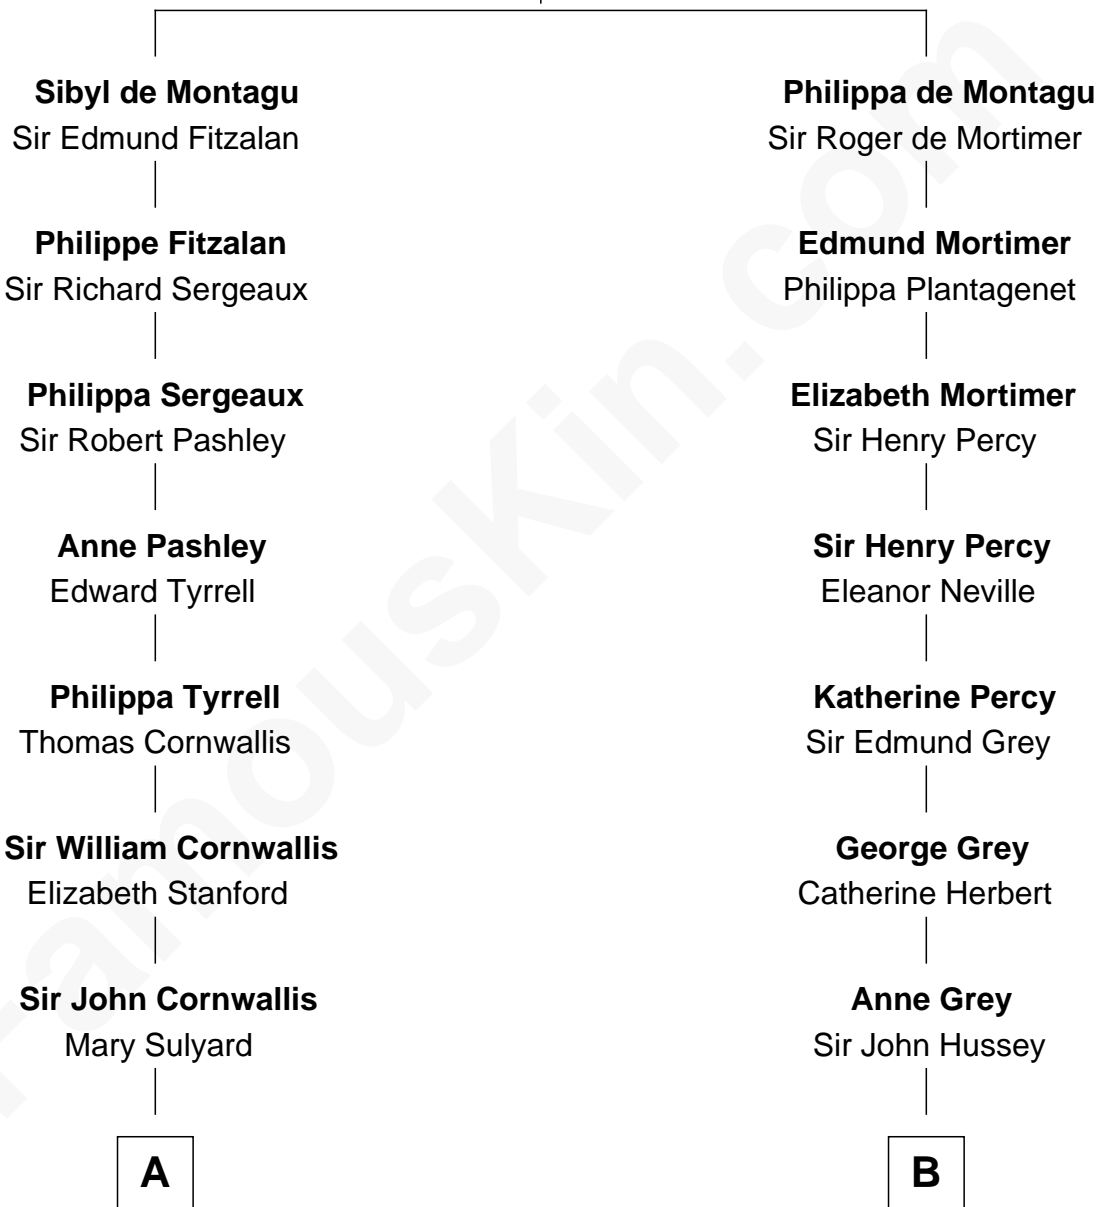 Sibyl de Montagu
Sir Edmund Fitzalan
Philippe Fitzalan
Sir Richard Sergeaux
Philippa Sergeaux
Sir Robert Pashley
Anne Pashley
Edward Tyrrell
Philippa Tyrrell
Thomas Cornwallis
Sir William Cornwallis
Elizabeth Stanford
Sir John Cornwallis
Mary Sulyard
A
Philippa de Montagu
Sir Roger de Mortimer
Edmund Mortimer
Philippa Plantagenet
Elizabeth Mortimer
Sir Henry Percy
Sir Henry Percy
Eleanor Neville
Katherine Percy
Sir Edmund Grey
George Grey
Catherine Herbert
Anne Grey
Sir John Hussey
B
FamousKin.com